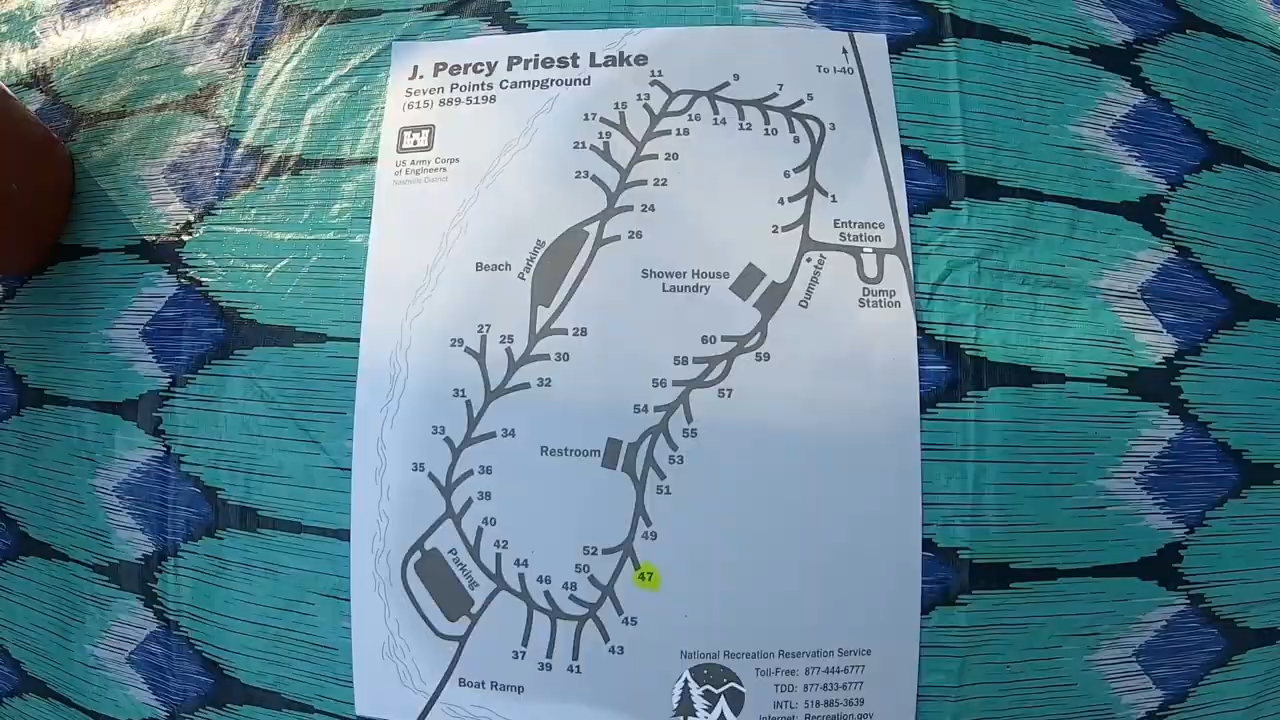 J. Percy Priest Lake
Seven Points Campground
(615) 889-5198
US Army Corps
of Engineers
Nashville District
To I-40
11
9
7
5
13
15
17
16
14
12
10
8
3
18
19
21
20
6
23
22
4
1
24
2
26
Entrance
Station
Beach
Parking
Shower House
Laundry
Dumpster
Dump
Station
27
29
25
28
60
59
30
58
32
56
57
31
54
33
34
55
Restroom
53
35
36
51
38
40
49
42
52
Parking
44
50
46
48
47
45
37
39
41
43
Boat Ramp
National Recreation Reservation Service
Toll-Free: 877-444-6777
TDD: 877-833-6777
INTL: 518-885-3639
Internet: Recreation.gov